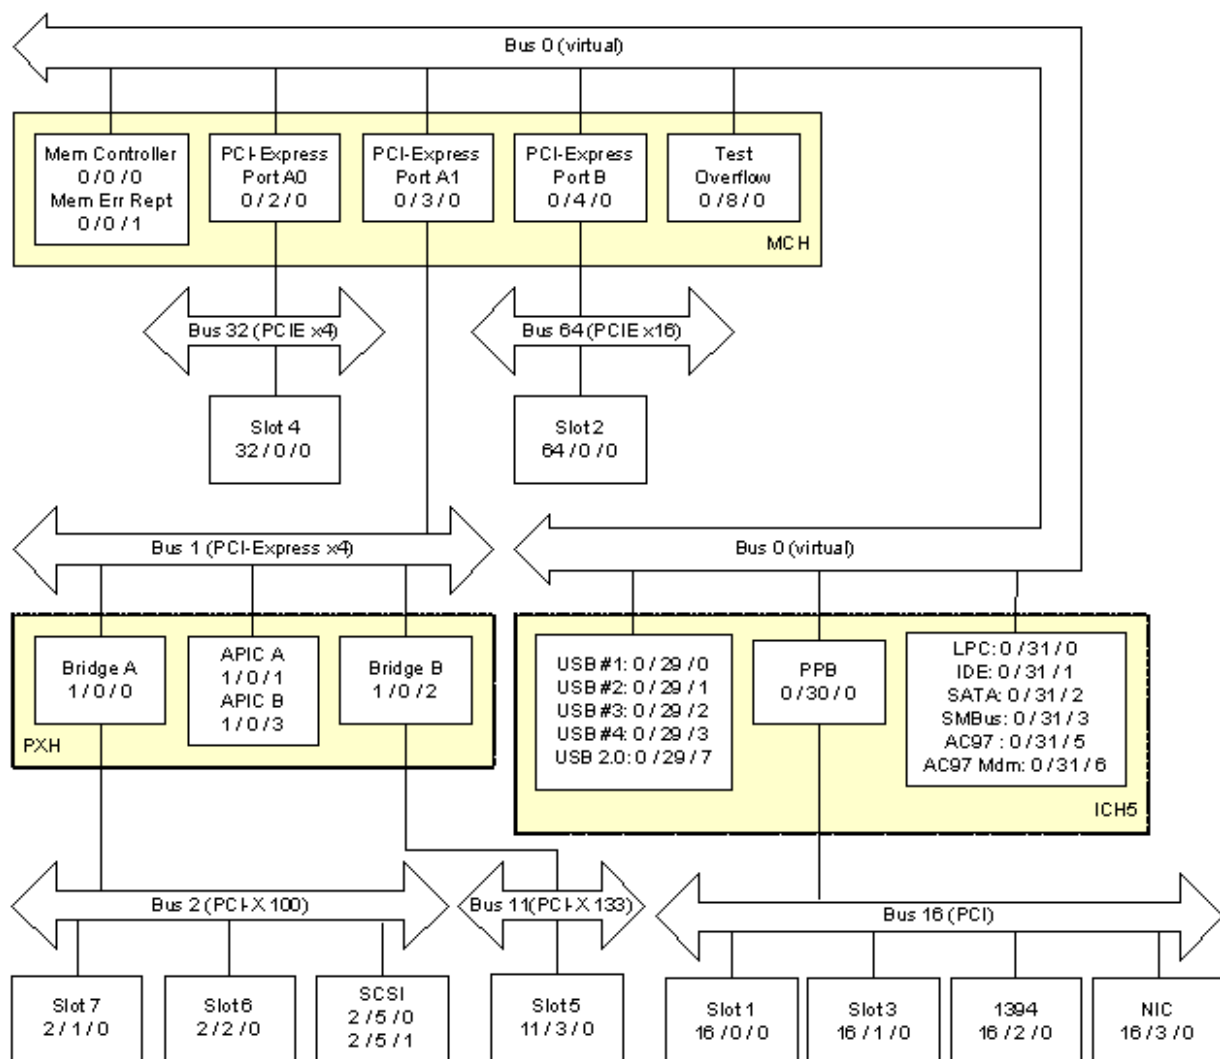 Bus 0 (virtual)
Mem Controller
0 / 0 / 0
Mem Err Rept
0 / 0 / 1
PCI-Express
Port A0
0 / 2 / 0
PCI-Express
Port A1
0 / 3 / 0
PCI-Express
Port B
0 / 4 / 0
Test
Overflow
0 / 8 / 0
MCH
Bus 32 (PCIE x4)
Bus 64 (PCIE x16)
Slot 4
32 / 0 / 0
Slot 2
64 / 0 / 0
Bus 1 (PCI-Express x4)
Bus 0 (virtual)
Bridge A
1 / 0 / 0
APIC A
1 / 0 / 1
APIC B
1 / 0 / 3
Bridge B
1 / 0 / 2
PXH
USB #1: 0 / 29 / 0
USB #2: 0 / 29 / 1
USB #3: 0 / 29 / 2
USB #4: 0 / 29 / 3
USB 2.0: 0 / 29 / 7
PPB
0 / 30 / 0
LPC: 0 / 31 / 0
IDE: 0 / 31 / 1
SATA: 0 / 31 / 2
SMBus: 0 / 31 / 3
AC97 : 0 / 31 / 5
AC97 Mdm: 0 / 31 / 6
ICH5
Bus 2 (PCI-X 100)
Bus 11(PCI-X 133)
Bus 16 (PCI)
Slot 7
2 / 1 / 0
Slot 6
2 / 2 / 0
SCSI
2 / 5 / 0
2 / 5 / 1
Slot 5
11 / 3 / 0
Slot 1
16 / 0 / 0
Slot 3
16 / 1 / 0
1394
16 / 2 / 0
NIC
16 / 3 / 0